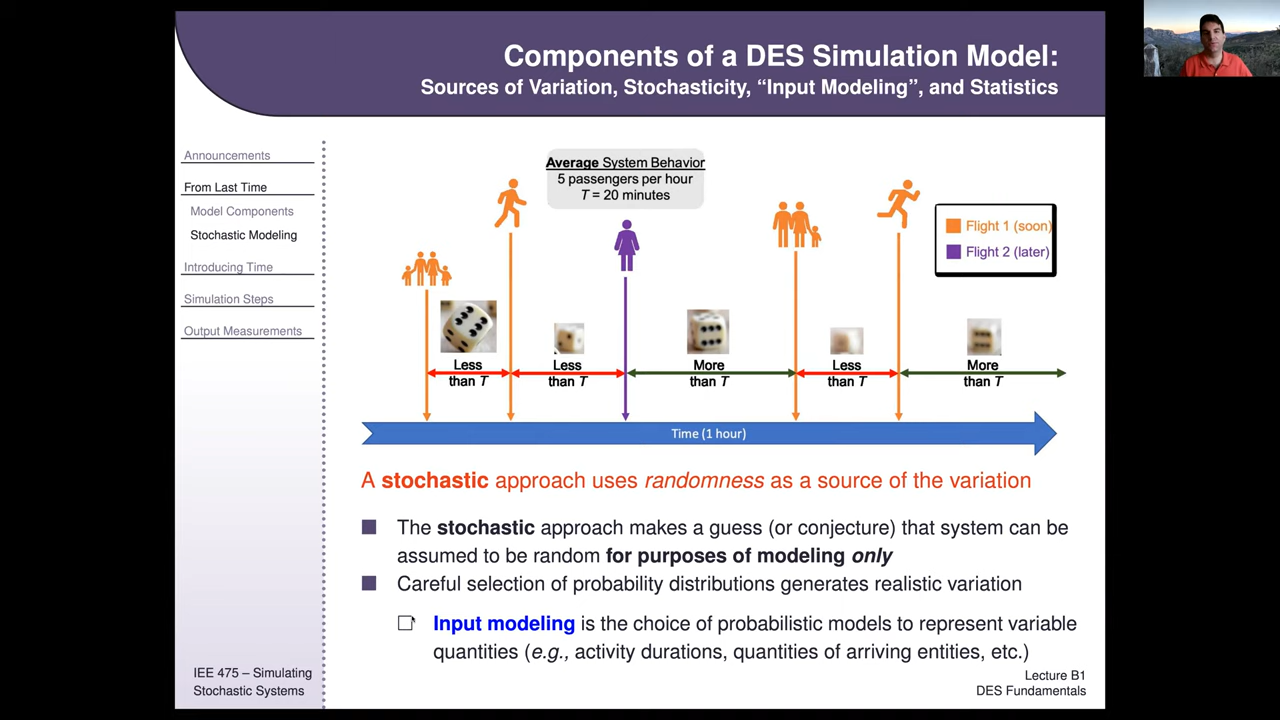 Components of a DES Simulation Model:
Sources of Variation, Stochasticity, “Input Modeling”, and Statistics
Announcements
From Last Time
Model Components
Stochastic Modeling
Introducing Time
Simulation Steps
Output Measurements
Average System Behavior
5 passengers per hour
T = 20 minutes
Flight 1 (soon)
Flight 2 (later)
Less
than T
Less
than T
More
than T
Less
than T
More
than T
Time (1 hour)
A stochastic approach uses randomness as a source of the variation
The stochastic approach makes a guess (or conjecture) that system can be
assumed to be random for purposes of modeling only
Careful selection of probability distributions generates realistic variation
Input modeling is the choice of probabilistic models to represent variable
quantities (e.g., activity durations, quantities of arriving entities, etc.)
IEE 475 – Simulating
Stochastic Systems
Lecture B1
DES Fundamentals